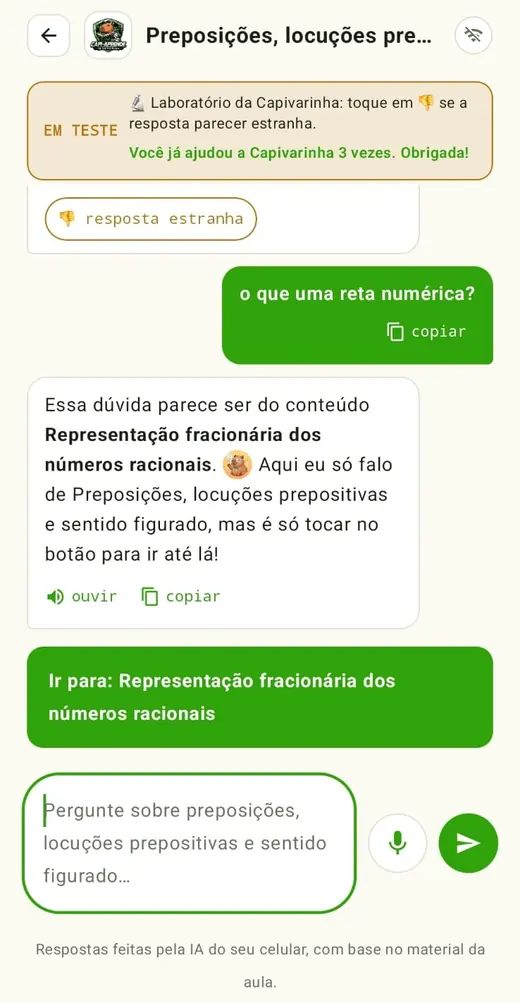 Preposições, locuções pre...
EM TESTE
🔬 Laboratório da Capivarinha: toque em 👎 se a
resposta parecer estranha.
Você já ajudou a Capivarinha 3 vezes. Obrigada!
👎 resposta estranha
o que uma reta numérica?
copiar
Essa dúvida parece ser do conteúdo
Representação fracionária dos
números racionais. Aqui eu só falo
de Preposições, locuções prepositivas
e sentido figurado, mas é só tocar no
botão para ir até lá!
ouvir copiar
Ir para: Representação fracionária dos
números racionais
Pergunte sobre preposições,
locuções prepositivas e sentido
figurado...
Respostas feitas pela IA do seu celular, com base no material da
aula.